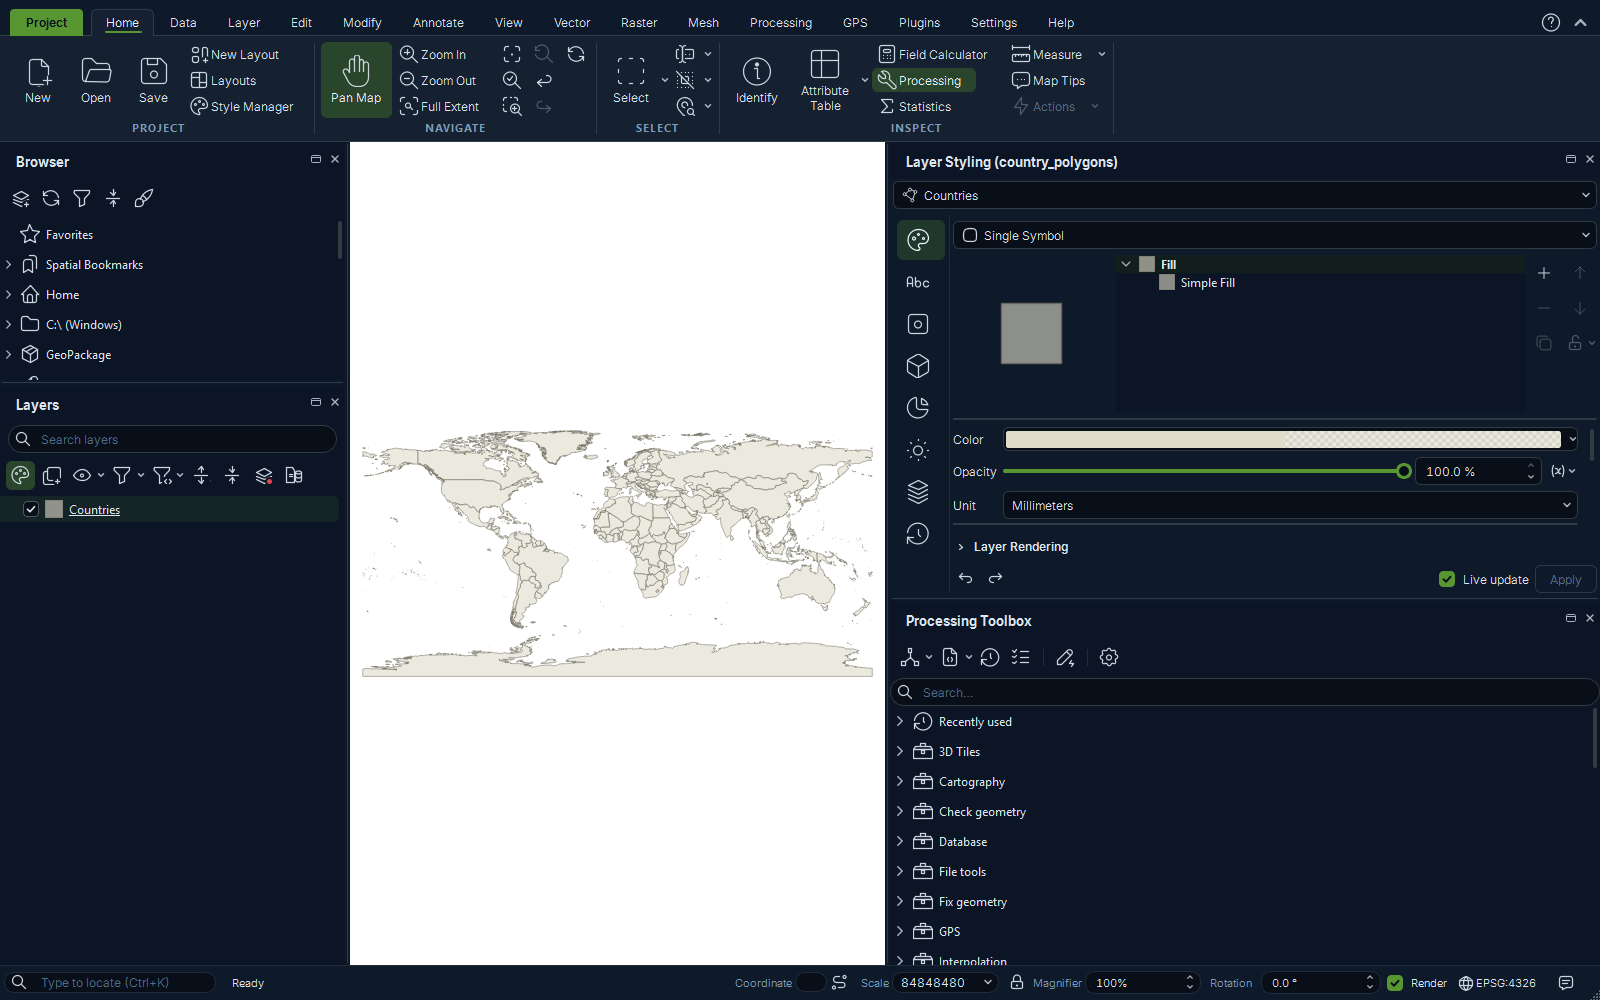 Project
Home
Data
Layer
Edit
Modify
Annotate
View
Vector
Raster
Mesh
Processing
GPS
Plugins
Settings
Help
New
Open
Save
New Layout
Layouts
Style Manager
PROJECT
Pan Map
Zoom In
Zoom Out
Full Extent
NAVIGATE
Select
SELECT
Identify
Attribute
Table
Field Calculator
Processing
Statistics
INSPECT
Measure
Map Tips
Actions
Browser
Favorites
Spatial Bookmarks
Home
C:\ (Windows)
GeoPackage
Layers
Search layers
Countries
Layer Styling (country_polygons)
Countries
Abc
Single Symbol
Fill
Simple Fill
Color
Opacity
100.0 %
(x)
Unit
Millimeters
Layer Rendering
Live update
Apply
Processing Toolbox
Search...
Recently used
3D Tiles
Cartography
Check geometry
Database
File tools
Fix geometry
GPS
Interpolation
Type to locate (Ctrl+K)
Ready
Coordinate
Scale
84848480
Magnifier
100%
Rotation
0.0 °
Render
EPSG:4326